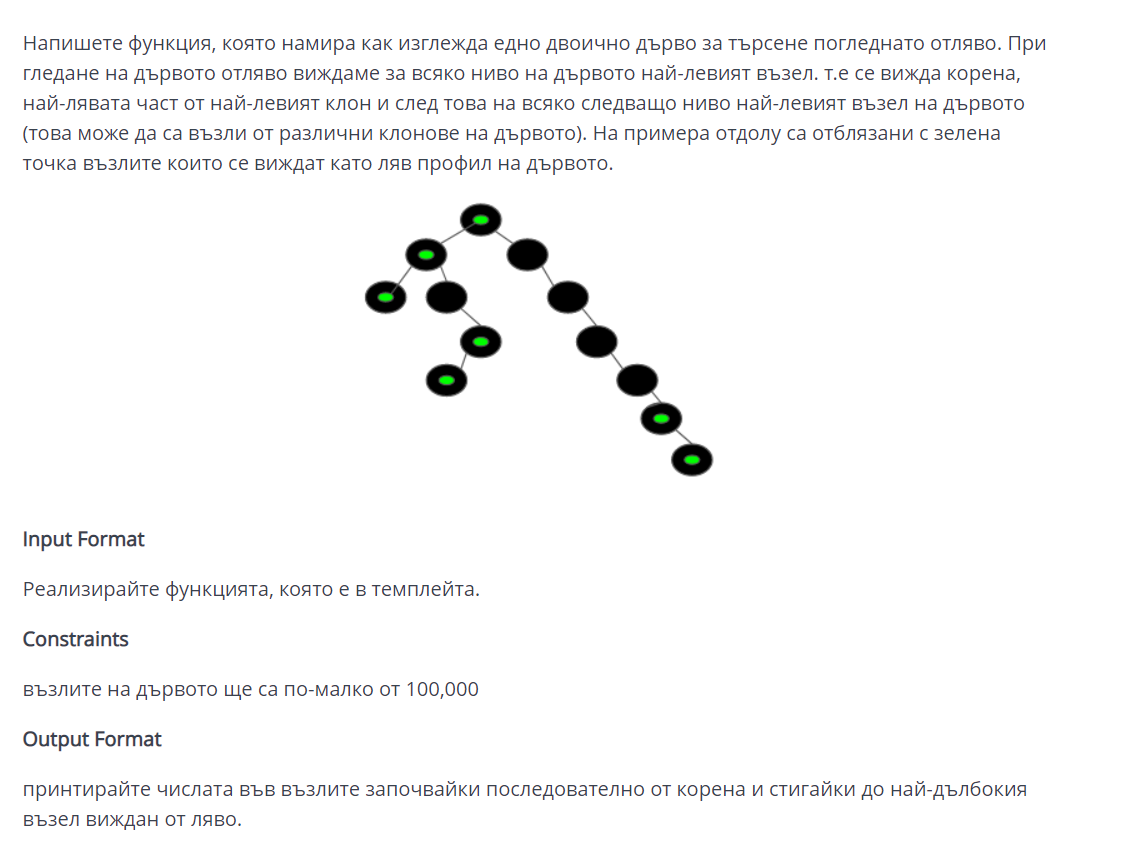 Напишете функция, която намира как изглежда едно двоично дърво за търсене погледнато отляво. При
гледане на дървото отляво виждаме за всяко ниво на дървото най-левият възел. т.е се вижда корена,
най-лявата част от най-левият клон и след това на всяко следващо ниво най-левият възел на дървото
(това може да са възли от различни клонове на дървото). На примера отдолу са отблязани с зелена
точка възлите които се виждат като ляв профил на дървото.
Input Format
Реализирайте функцията, която е в темплейта.
Constraints
възлите на дървото ще са по-малко от 100,000
Output Format
принтирайте числата във възлите започвайки последователно от корена и стигайки до най-дълбокия
възел виждан от ляво.